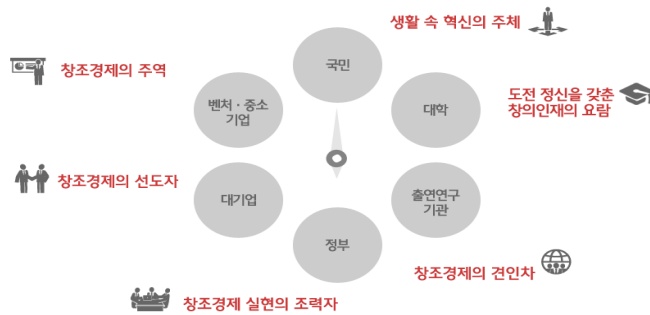 생활 속 혁신의 주체
국민
창조경제의 주역
벤처·중소
기업
대학
도전 정신을 갖춘
창의인재의 요람
창조경제의 선도자
대기업
출연연구
기관
정부
창조경제의 견인차
창조경제 실현의 조력자